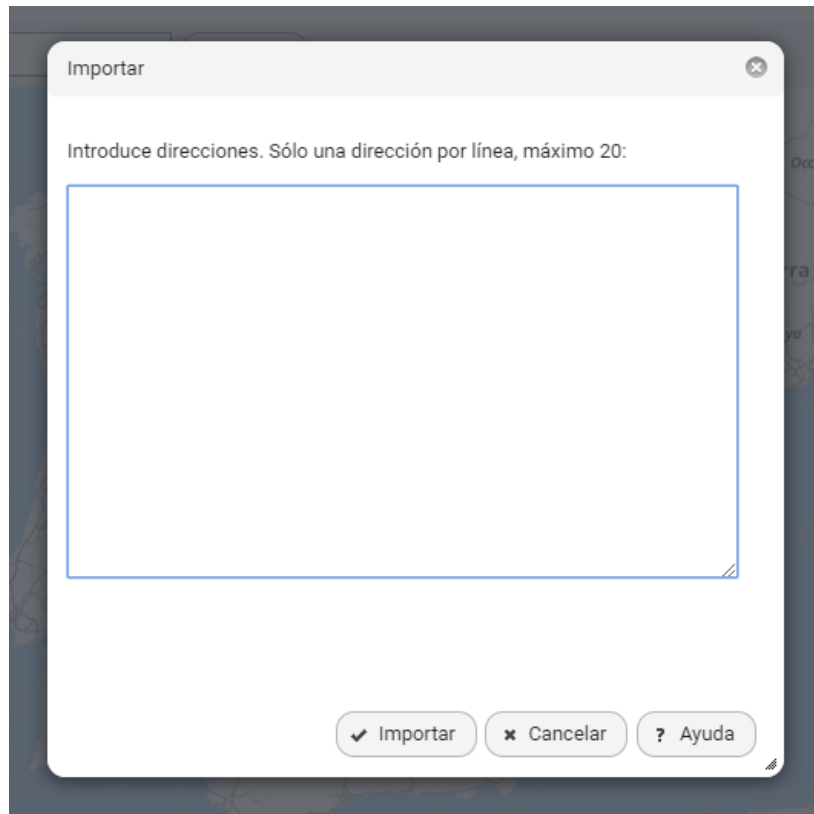 Importar
Introduce direcciones. Sólo una dirección por línea, máximo 20:
Importar
Cancelar
? Ayuda